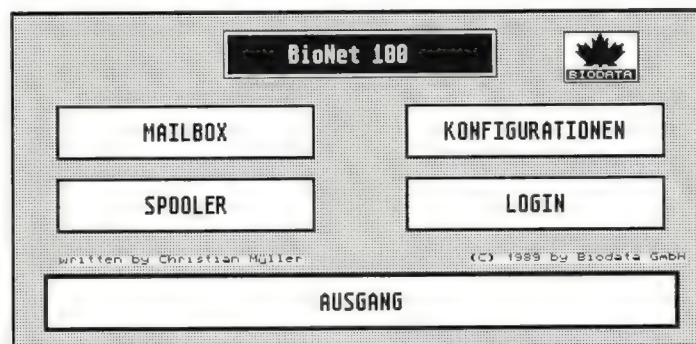 BioNet 100
BIODATA
MAILBOX
KONFIGURATIONEN
SPOOLER
LOGIN
written by Christian Müller
(C) 1989 by Biodata GmbH
AUSGANG